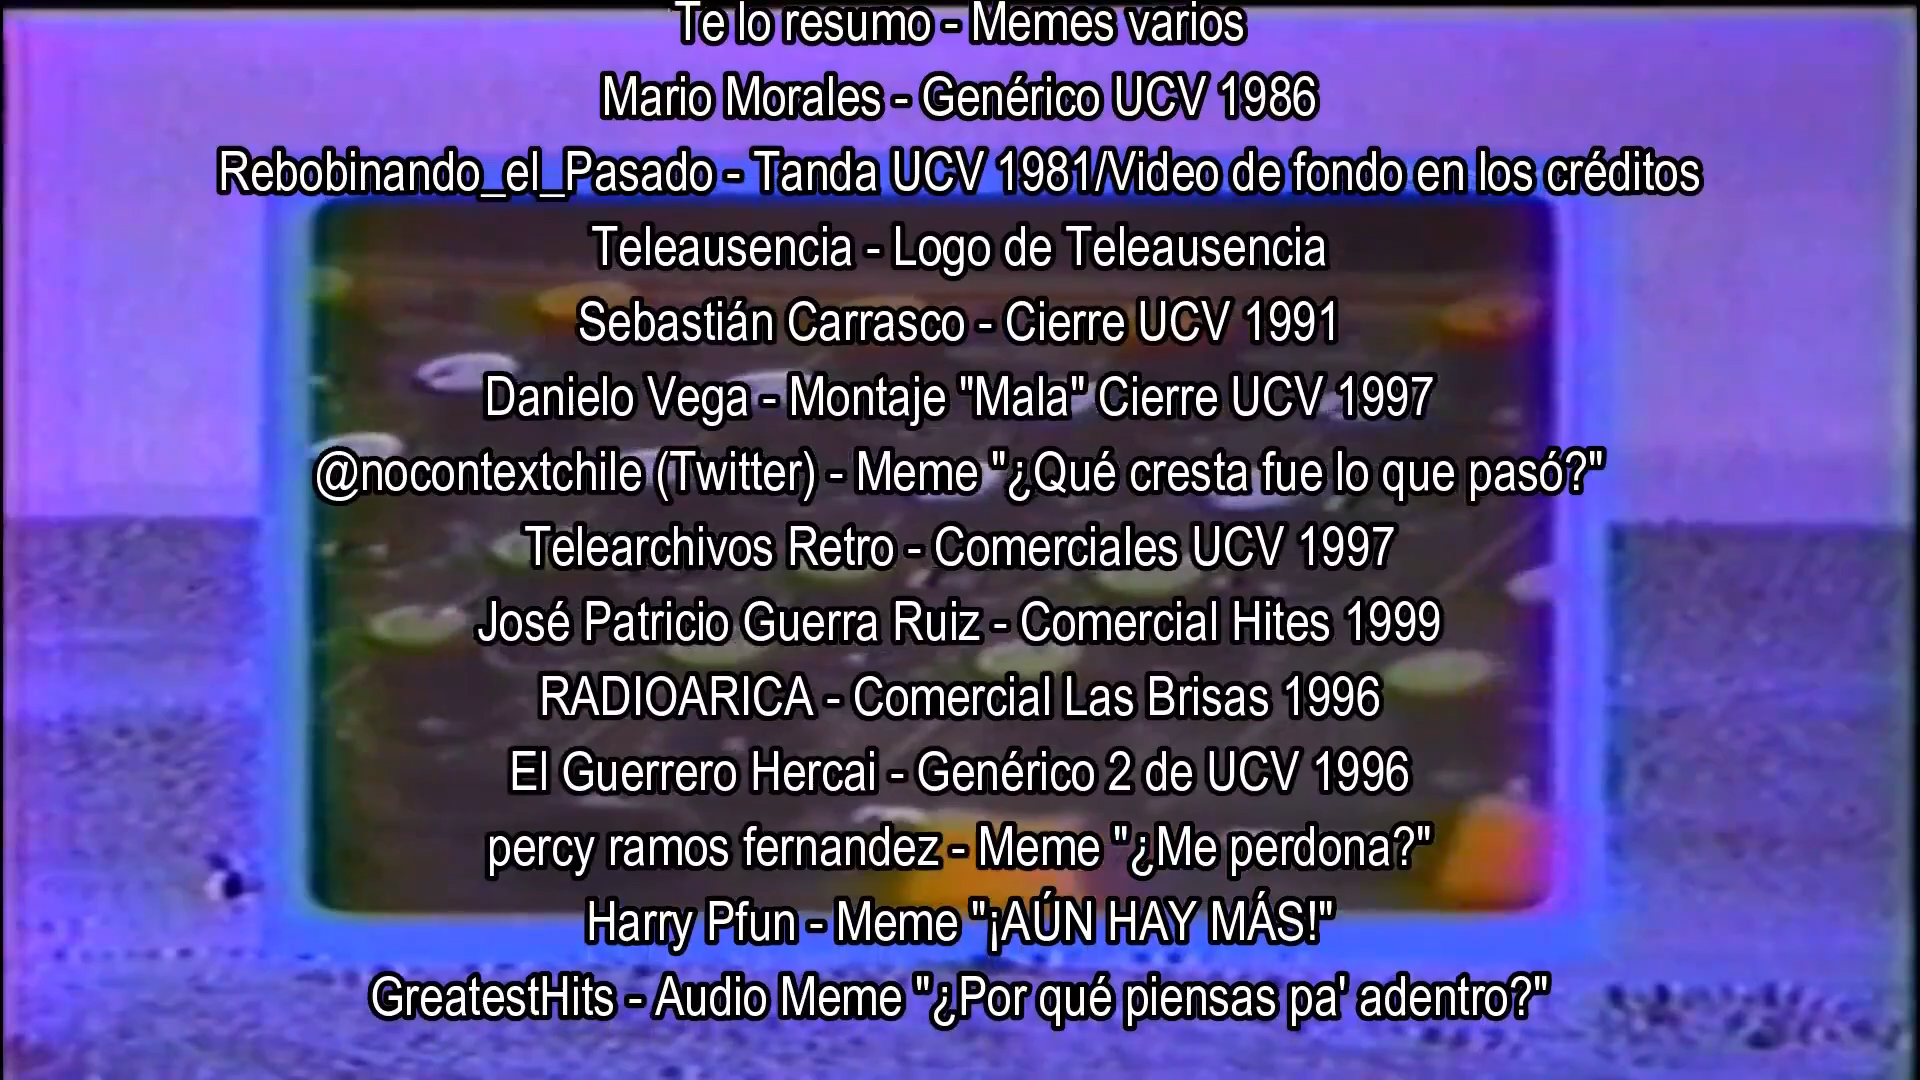 Te lo resumo - Memes varios
Mario Morales - Genérico UCV 1986
Rebobinando_el_Pasado - Tanda UCV 1981/Video de fondo en los créditos
Teleausencia - Logo de Teleausencia
Sebastián Carrasco - Cierre UCV 1991
Danielo Vega - Montaje "Mala" Cierre UCV 1997
@nocontextchile (Twitter) - Meme "¿Qué cresta fue lo que pasó?"
Telearchivos Retro - Comerciales UCV 1997
José Patricio Guerra Ruiz - Comercial Hites 1999
RADIOARICA - Comercial Las Brisas 1996
El Guerrero Hercai - Genérico 2 de UCV 1996
percy ramos fernandez - Meme "¿Me perdona?"
Harry Pfun - Meme "¡AÚN HAY MÁS!"
GreatestHits - Audio Meme "¿Por qué piensas pa' adentro?"